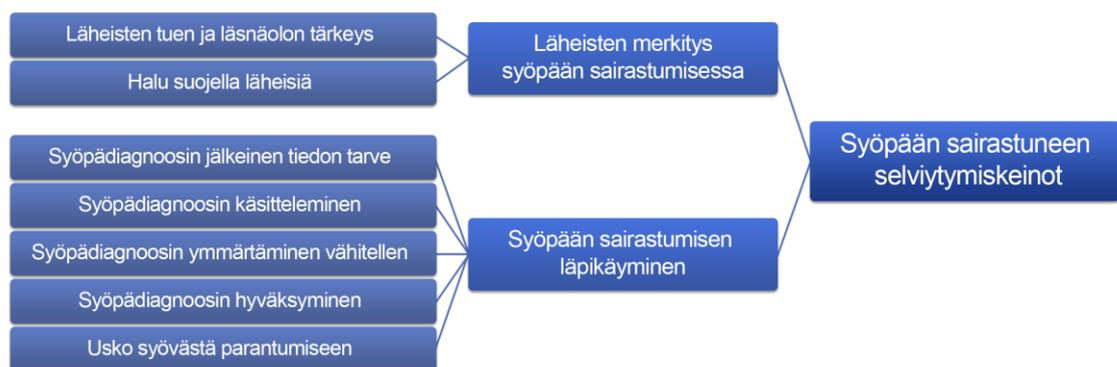 Läheisten tuen ja läsnäolon tärkeys
Halu suojella läheisiä
Läheisten merkitys
syöpään sairastumisessa
Syöpädiagnoosin jälkeinen tiedon tarve
Syöpädiagnoosin käsitteleminen
Syöpädiagnoosin ymmärtäminen vähitellen
Syöpädiagnoosin hyväksyminen
Usko syövästä parantumiseen
Syöpään sairastumisen
läpikäyminen
Syöpään sairastuneen
selviytymiskeinot